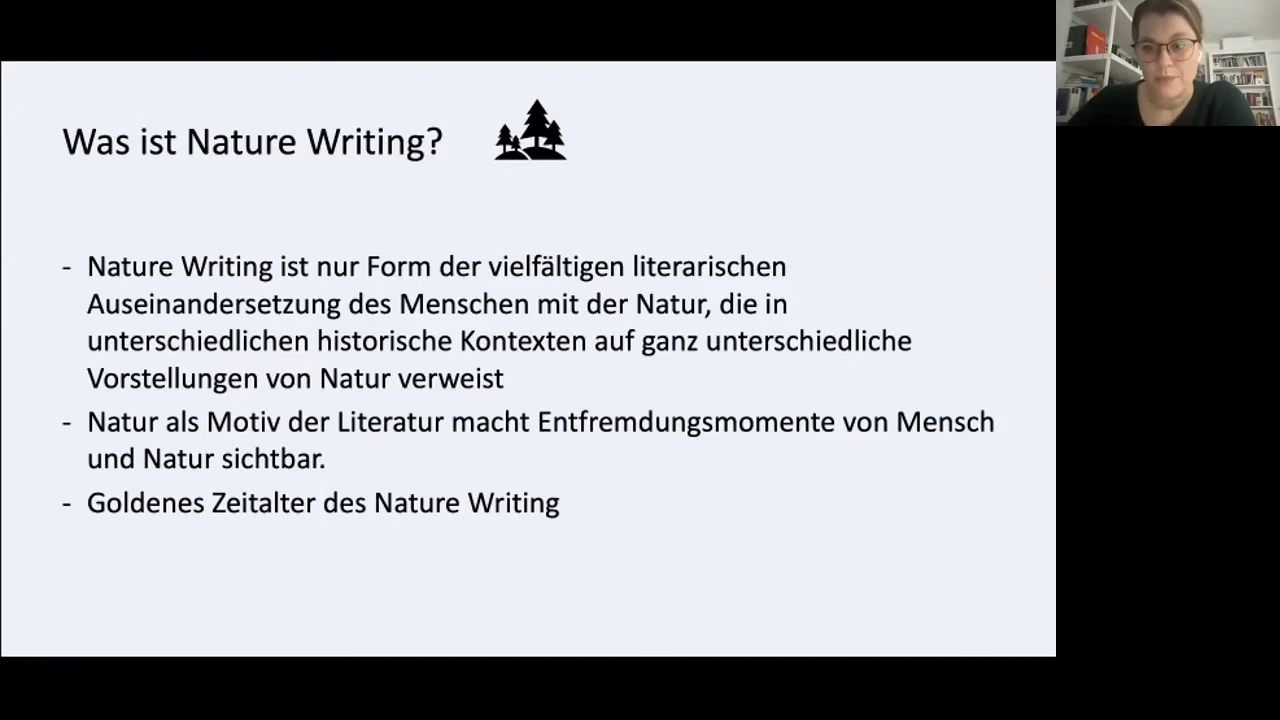 Was ist Nature Writing?
- Nature Writing ist nur Form der vielfältigen literarischen
Auseinandersetzung des Menschen mit der Natur, die in
unterschiedlichen historische Kontexten auf ganz unterschiedliche
Vorstellungen von Natur verweist
- Natur als Motiv der Literatur macht Entfremdungsmomente von Mensch
und Natur sichtbar.
- Goldenes Zeitalter des Nature Writing